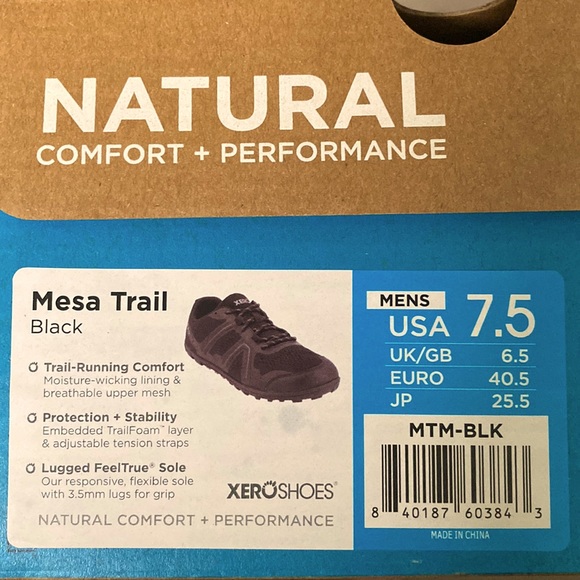 NATURAL
COMFORT + PERFORMANCE
Mesa Trail
Black
Trail-Running Comfort
Moisture-wicking lining &
breathable upper mesh
Protection + Stability
Embedded TrailFoam™ layer
& adjustable tension straps
Lugged FeelTrue® Sole
Our responsive, flexible sole
with 3.5mm lugs for grip
XERO SHOES®
NATURAL COMFORT + PERFORMANCE
XERO
MENS
USA 7.5
UK/GB 6.5
EURO 40.5
JP 25.5
MTM-BLK
8 40187 60384 3
MADE IN CHINA